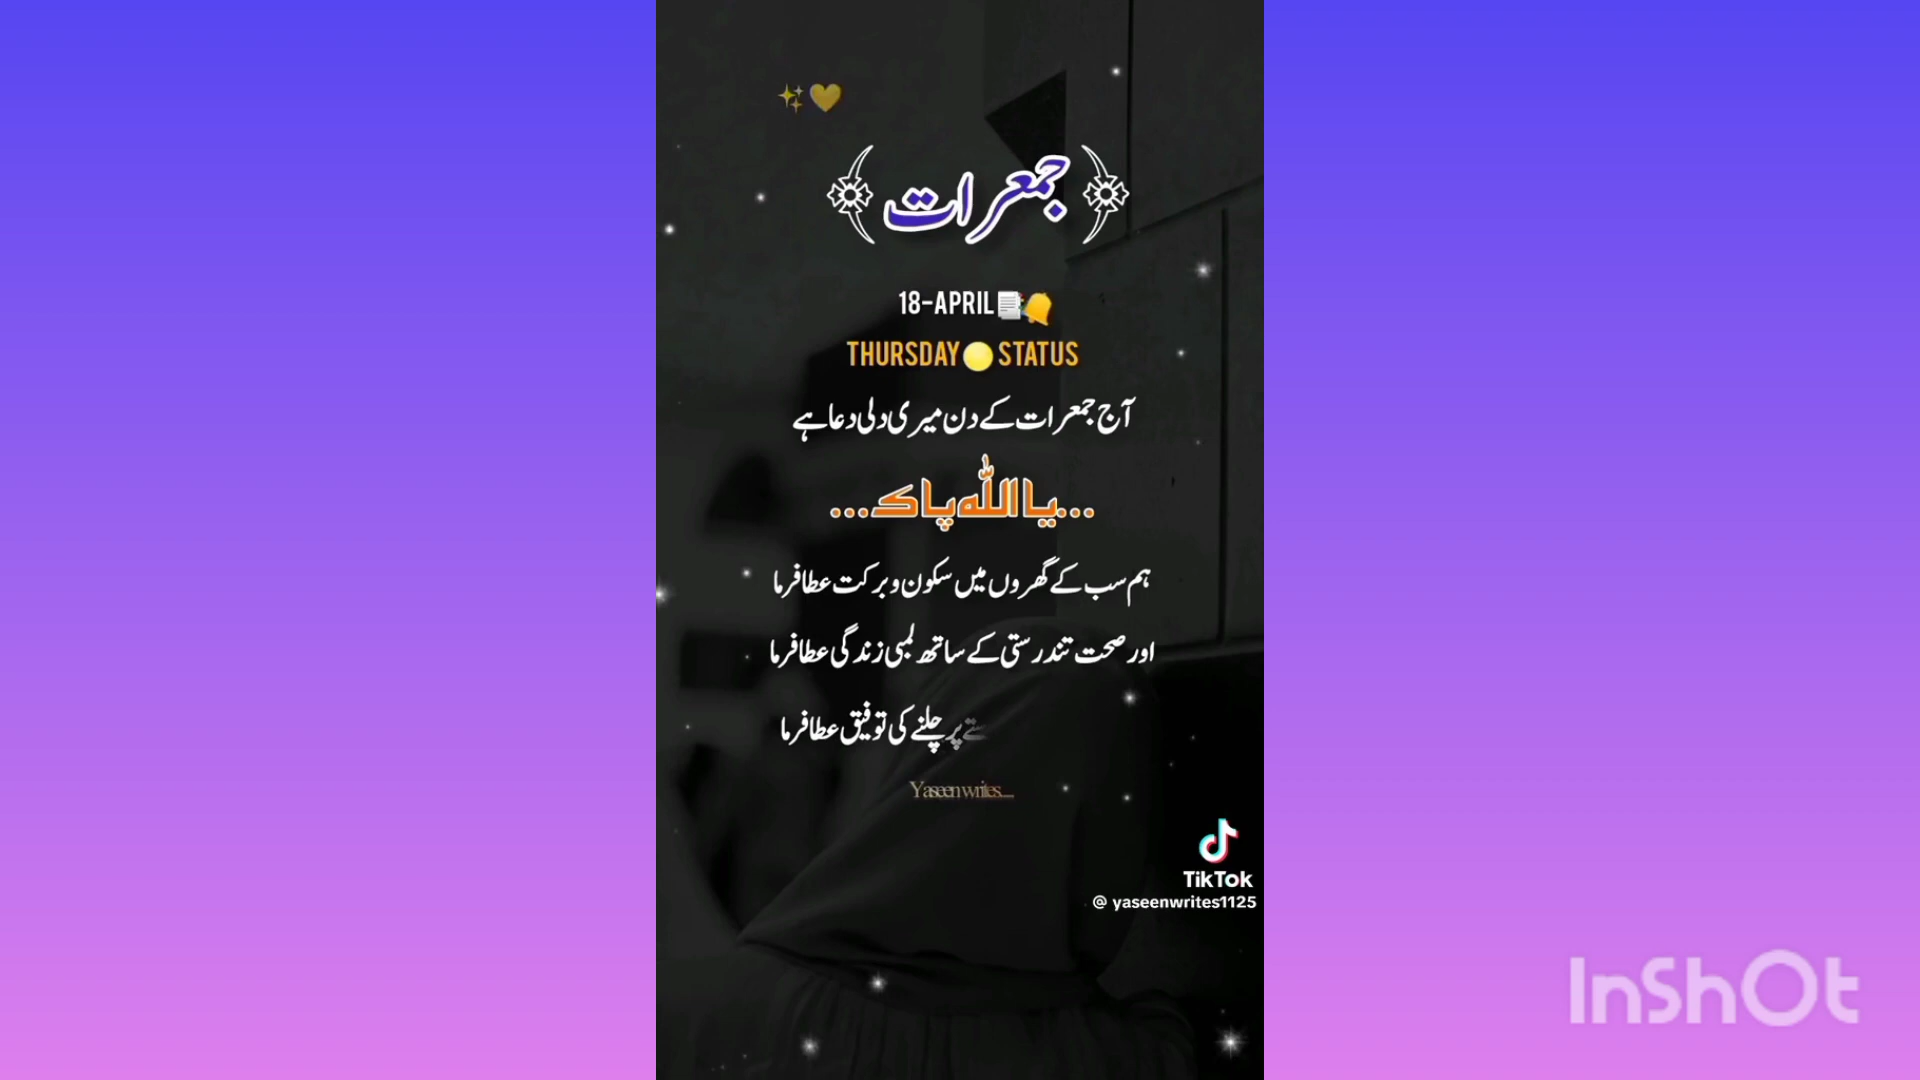 ✨💛
جمعرات
18-APRIL📑🔔
THURSDAY🟡STATUS
آج جمعرات کے دن میری دلی دعا ہے
...یا اللہ پاک...
ہم سب کے گھروں میں سکون و برکت عطا فرما
اور صحت تندرستی کے ساتھ لمبی زندگی عطا فرما
پر چلنے کی توفیق عطا فرما
Yaseen writes....
TikTok
@ yaseenwrites1125
InShOt